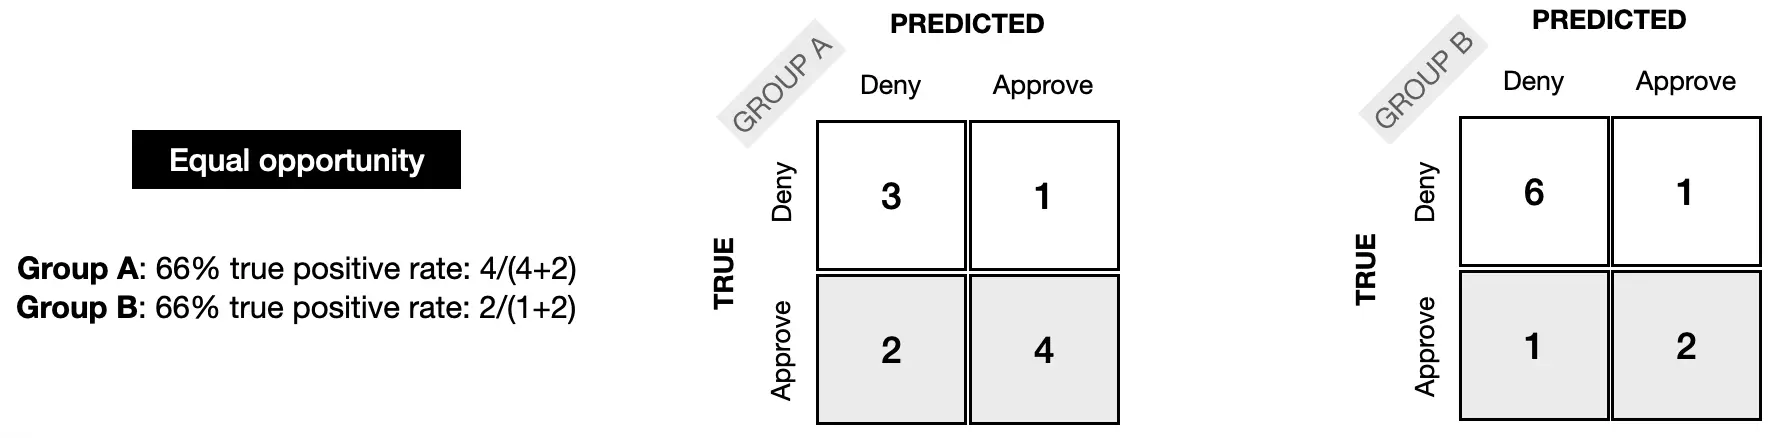 Equal opportunity
Group A: 66% true positive rate: 4/(4+2)
Group B: 66% true positive rate: 2/(1+2)
PREDICTED
GROUP A
Deny Approve
TRUE
Deny
3 1
Approve
2 4
PREDICTED
GROUP B
Deny Approve
TRUE
Deny
6 1
Approve
1 2